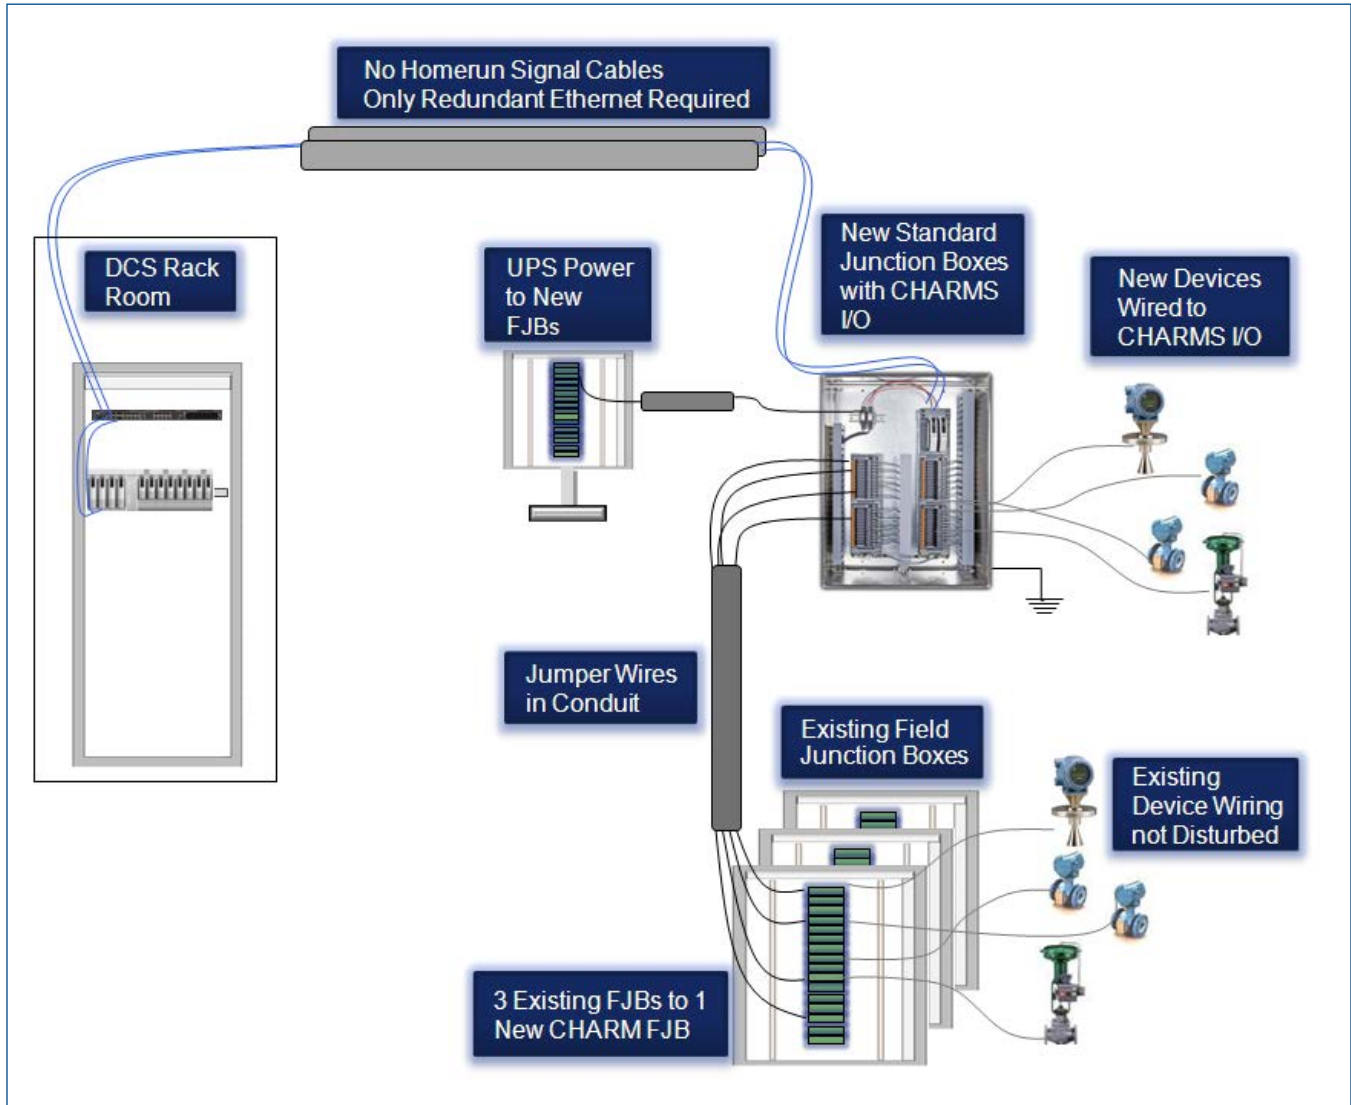 No Homerun Signal Cables
Only Redundant Ethernet Required
DCS Rack
Room
UPS Power
to New
FJBs
New Standard
Junction Boxes
with CHARMS
I/O
New Devices
Wired to
CHARMS I/O
Jumper Wires
in Conduit
Existing Field
Junction Boxes
Existing
Device Wiring
not Disturbed
3 Existing FJBs to 1
New CHARM FJB